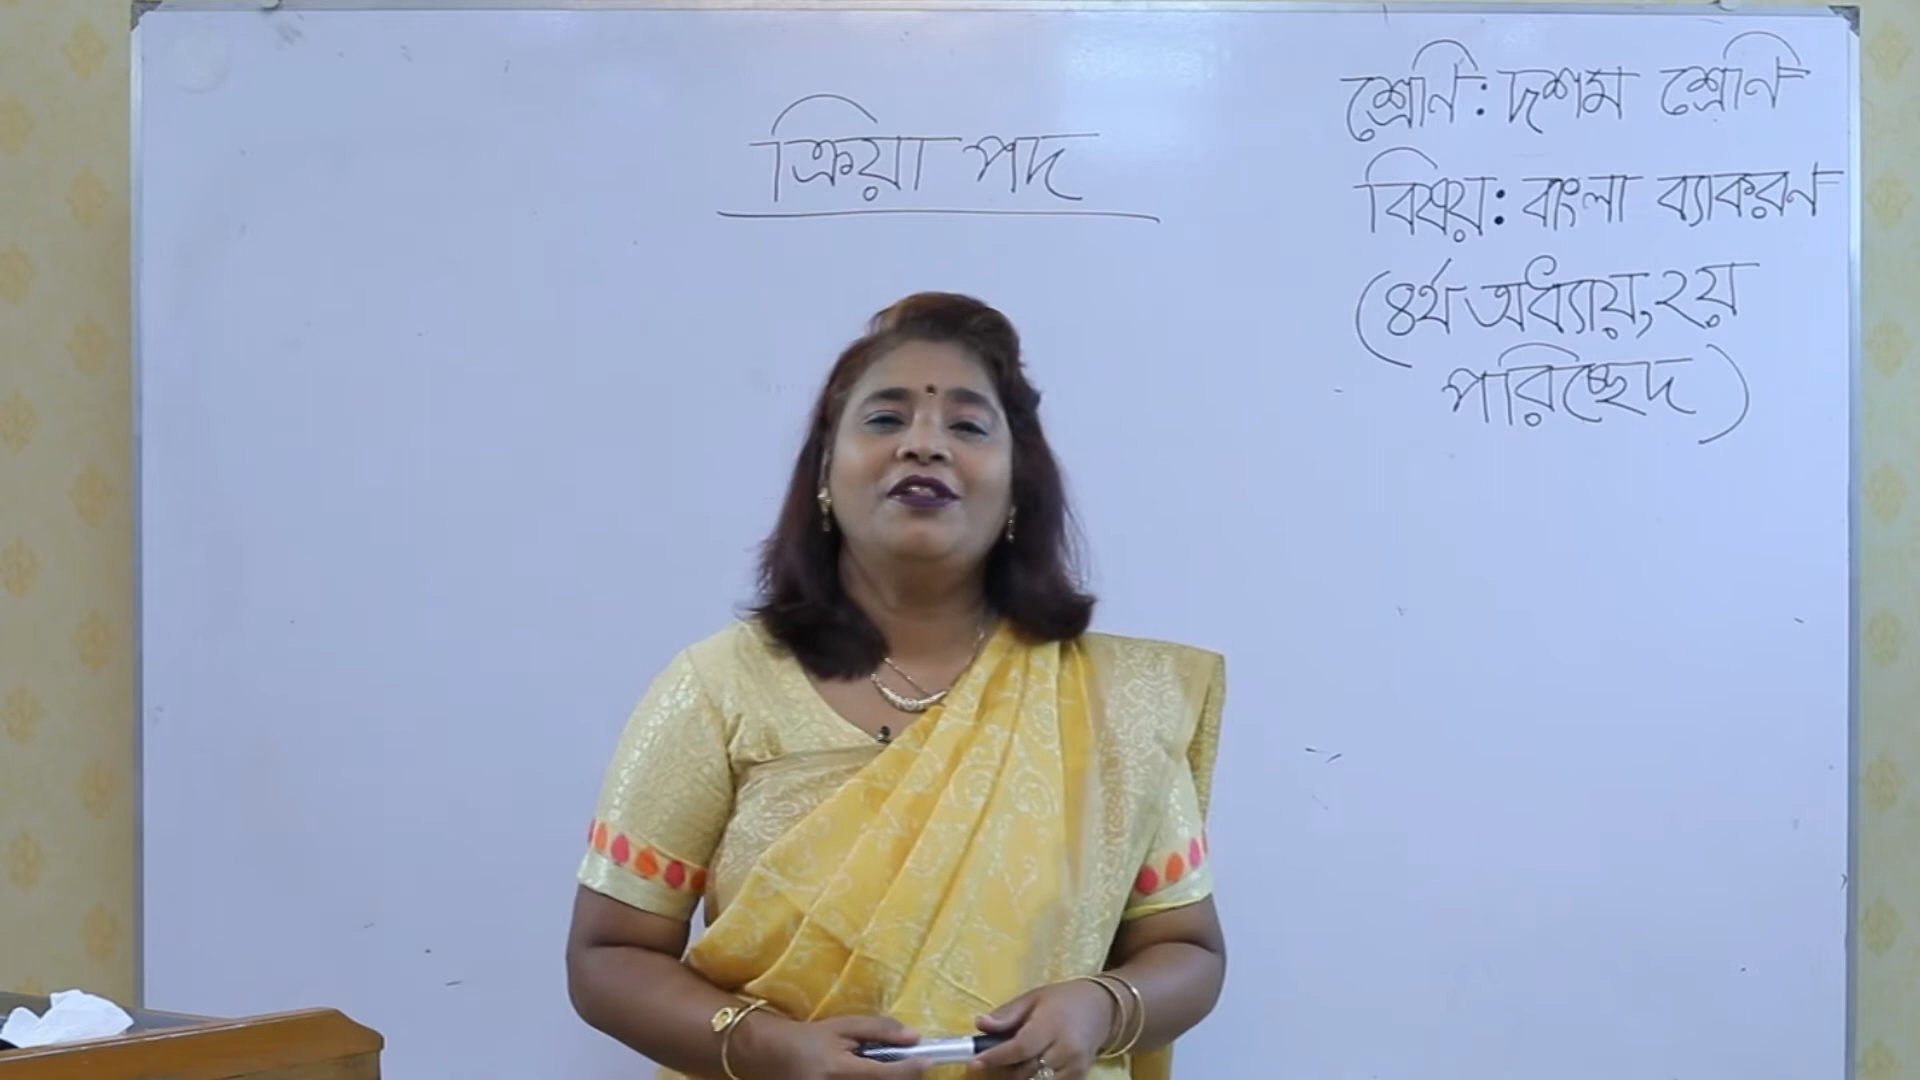 ক্রিয়া পদ
শ্রেণি: দশম শ্রেণি
বিষয়: বাংলা ব্যাকরণ
(৪র্থ অধ্যায়, ২য়
পরিচ্ছেদ)